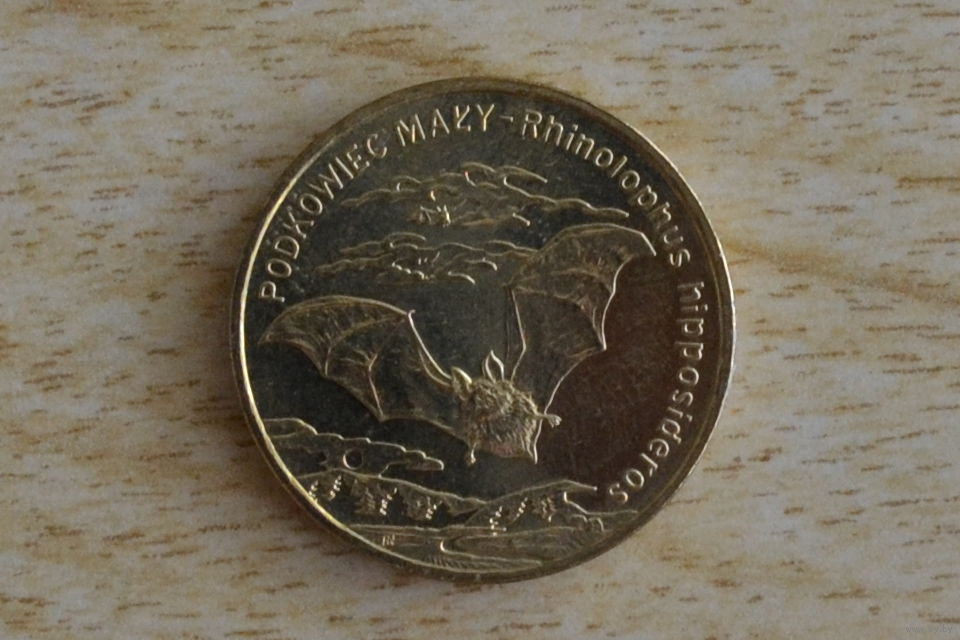 PODKOWIEC MAŁY - Rhinolophus hipposideros